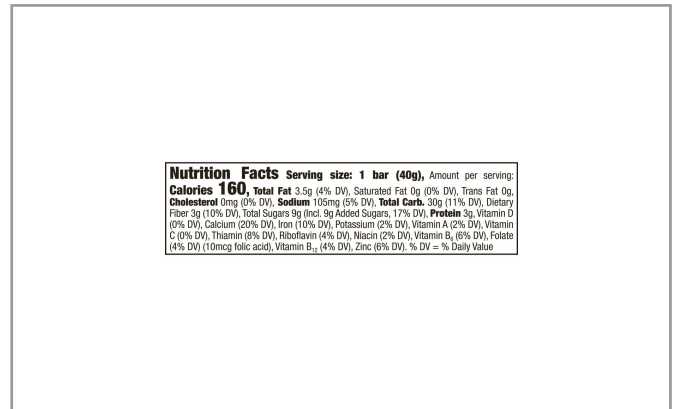 Nutrition Facts Serving size: 1 bar (40g), Amount per serving:
Calories 160, Total Fat 3.5g (4% DV), Saturated Fat 0g (0% DV), Trans Fat 0g,
Cholesterol 0mg (0% DV), Sodium 105mg (5% DV), Total Carb. 30g (11% DV), Dietary
Fiber 3g (10% DV), Total Sugars 9g (Incl. 9g Added Sugars, 17% DV), Protein 3g, Vitamin D
(0% DV), Calcium (20% DV), Iron (10% DV), Potassium (2% DV), Vitamin A (2% DV), Vitamin
C (0% DV), Thiamin (8% DV), Riboflavin (4% DV), Niacin (2% DV), Vitamin B₆ (6% DV), Folate
(4% DV) (10mcg folic acid), Vitamin B₁₂ (4% DV), Zinc (6% DV). % DV = % Daily Value